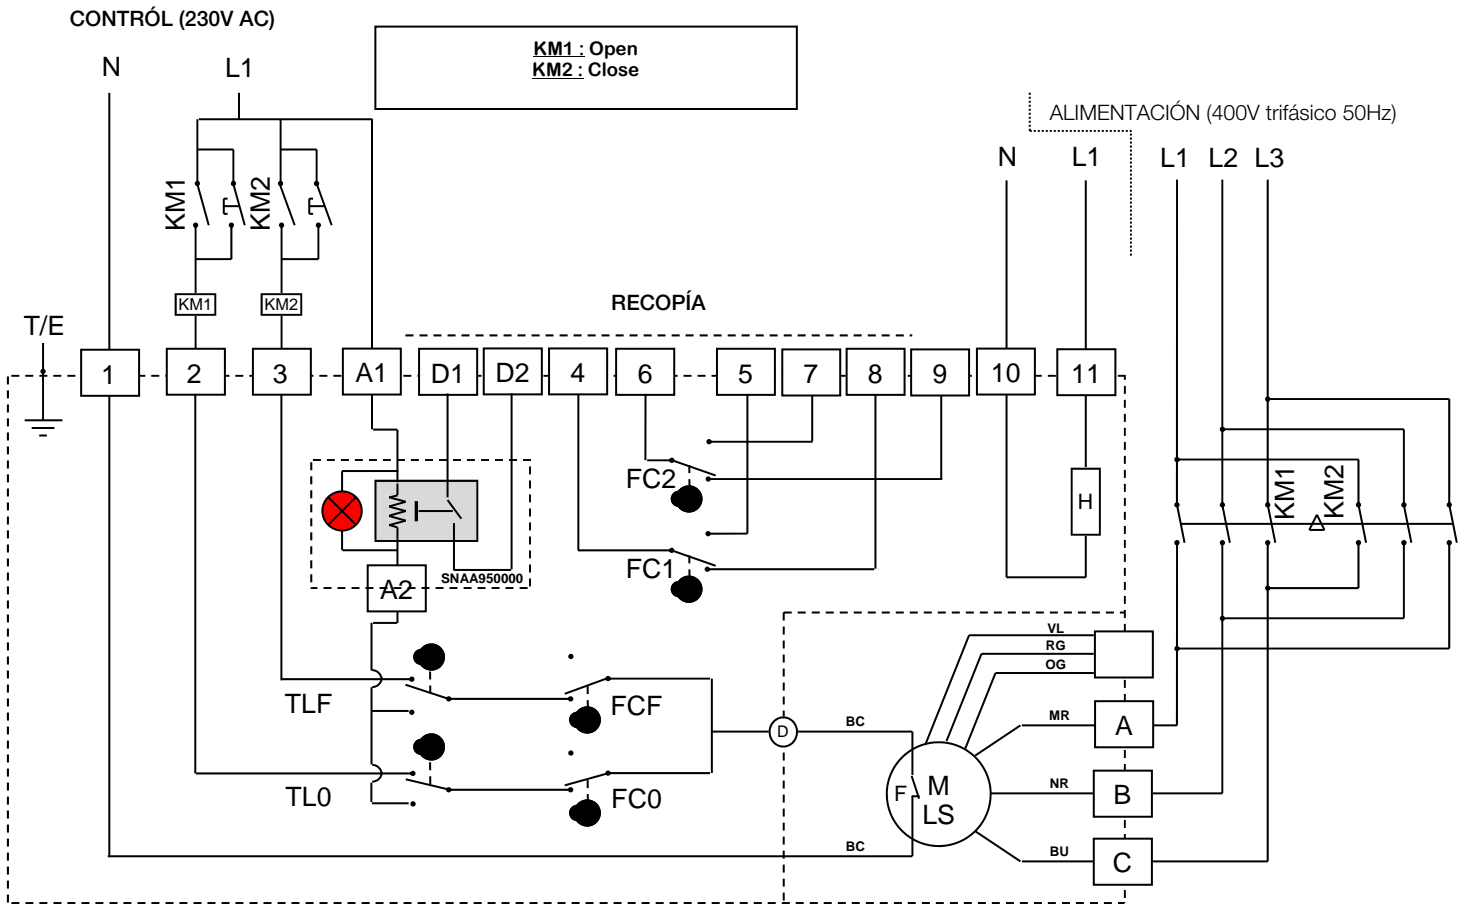 CONTRÓL (230V AC)
KM1 : Open
KM2 : Close
N
L1
ALIMENTACIÓN (400V trifásico 50Hz)
N
L1
L1
L2
L3
KM1
KM2
KM1
KM2
RECOPÍA
T/E
1
2
3
A1
D1
D2
4
6
5
7
8
9
10
11
FC2
H
KM1
KM2
FC1
SNAA950000
A2
VL
RG
OG
TLF
FCF
D
BC
MR
A
TL0
FC0
F
M
LS
NR
B
BC
BU
C